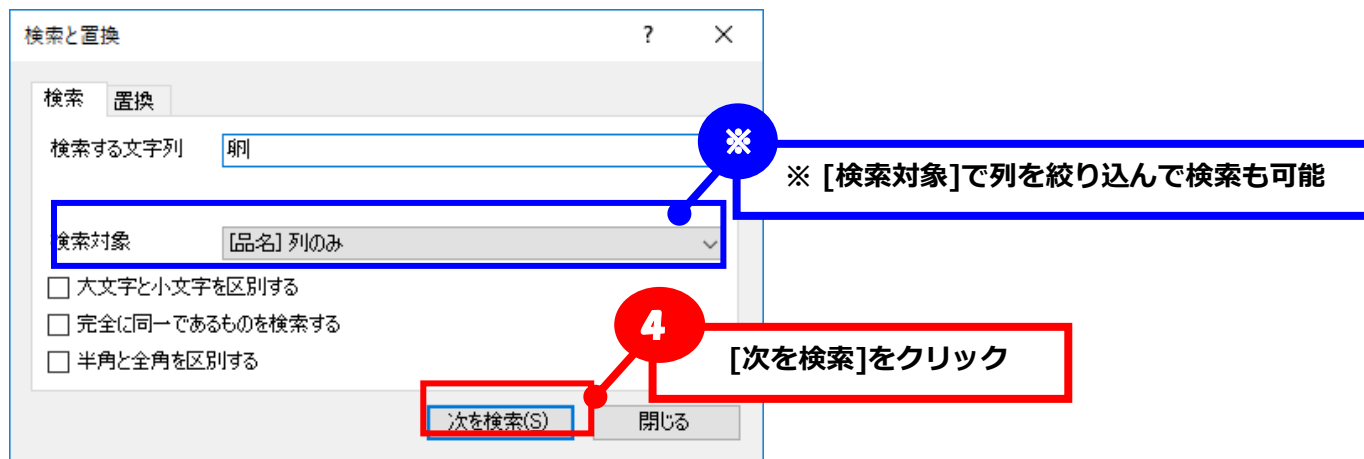 検索と置換
?
×
検索 置換
検索する文字列 卵
※
※ [検索対象]で列を絞り込んで検索も可能
検索対象 [品名] 列のみ
大文字と小文字を区別する
完全に同一であるものを検索する
半角と全角を区別する
4
[次を検索]をクリック
次を検索(S) 閉じる